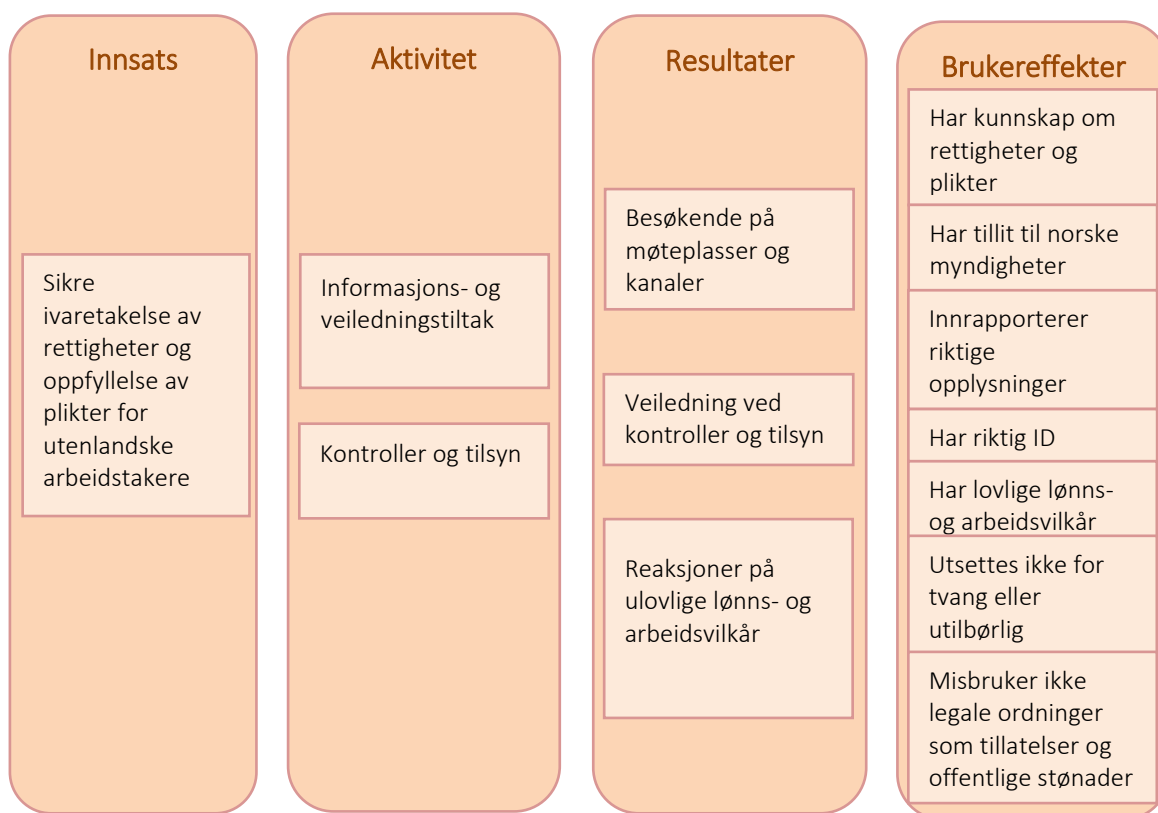 Innsats
Sikre
ivaretakelse av
rettigheter og
oppfyllelse av
plikter for
utenlandske
arbeidstakere
Aktivitet
Informasjons- og
veiledningstiltak
Kontroller og tilsyn
Resultater
Besøkende på
møteplasser og
kanaler
Veiledning ved
kontroller og tilsyn
Reaksjoner på
ulovlige lønns- og
arbeidsvilkår
Brukereffekter
Har kunnskap om
rettigheter og
plikter
Har tillit til norske
myndigheter
Innrapporterer
riktige
opplysninger
Har riktig ID
Har lovlige lønns-
og arbeidsvilkår
Utsettes ikke for
tvang eller
utilbørlig
Misbruker ikke
legale ordninger
som tillatelser og
offentlige stønader